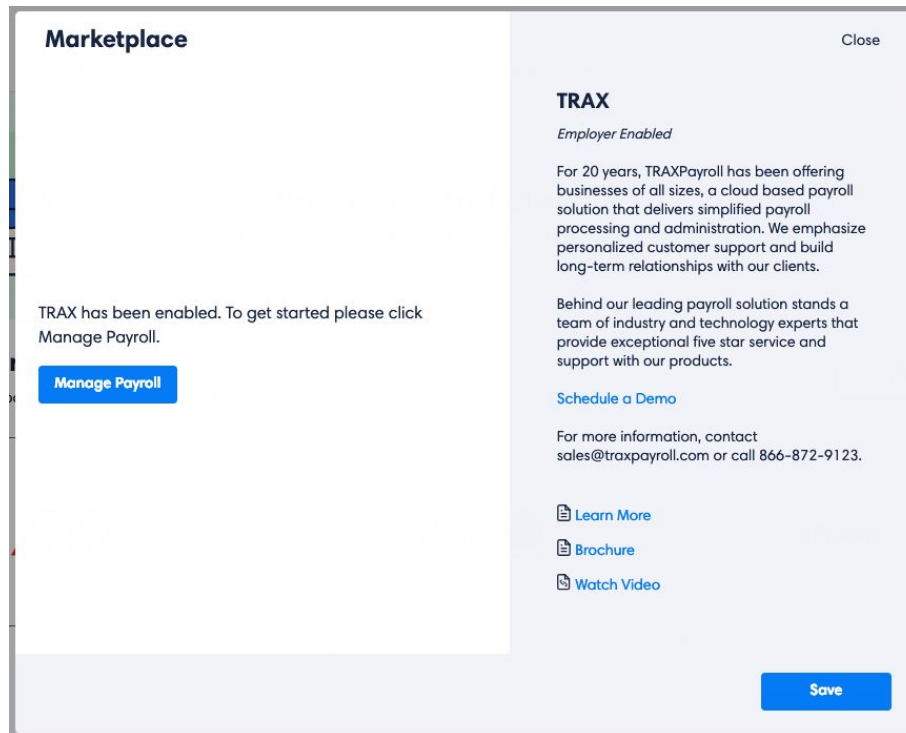 Marketplace
Close
TRAX
Employer Enabled
For 20 years, TRAXPayroll has been offering
businesses of all sizes, a cloud based payroll
solution that delivers simplified payroll
processing and administration. We emphasize
personalized customer support and build
long-term relationships with our clients.
Behind our leading payroll solution stands a
team of industry and technology experts that
provide exceptional five star service and
support with our products.
Schedule a Demo
For more information, contact
sales@traxpayroll.com or call 866-872-9123.
Learn More
Brochure
Watch Video
TRAX has been enabled. To get started please click
Manage Payroll.
Manage Payroll
Save